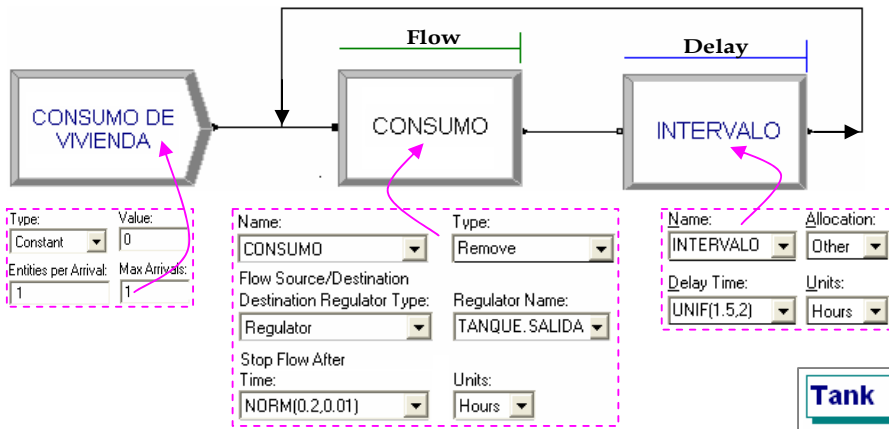 Flow
Delay
CONSUMO DE
VIVIENDA
CONSUMO
INTERVALO
Type:
Value:
Constant
0
Entities per Arrival:
Max Arrivals:
1
1
Name:
Type:
CONSUMO
Remove
Flow Source/Destination
Destination Regulator Type:
Regulator Name:
Regulator
TANQUE.SALIDA
Stop Flow After
Time:
Units:
NORM(0.2,0.01)
Hours
Name:
Allocation:
INTERVALO
Other
Delay Time:
Units:
UNIF(1.5,2)
Hours
Tank